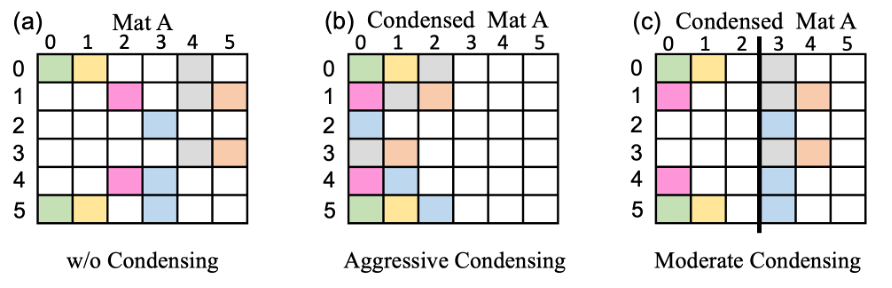 (a) Mat A
0 1 2 3 4 5
0
1
2
3
4
5
w/o Condensing
(b) Condensed Mat A
0 1 2 3 4 5
0
1
2
3
4
5
Aggressive Condensing
(c) Condensed Mat A
0 1 2 3 4 5
0
1
2
3
4
5
Moderate Condensing